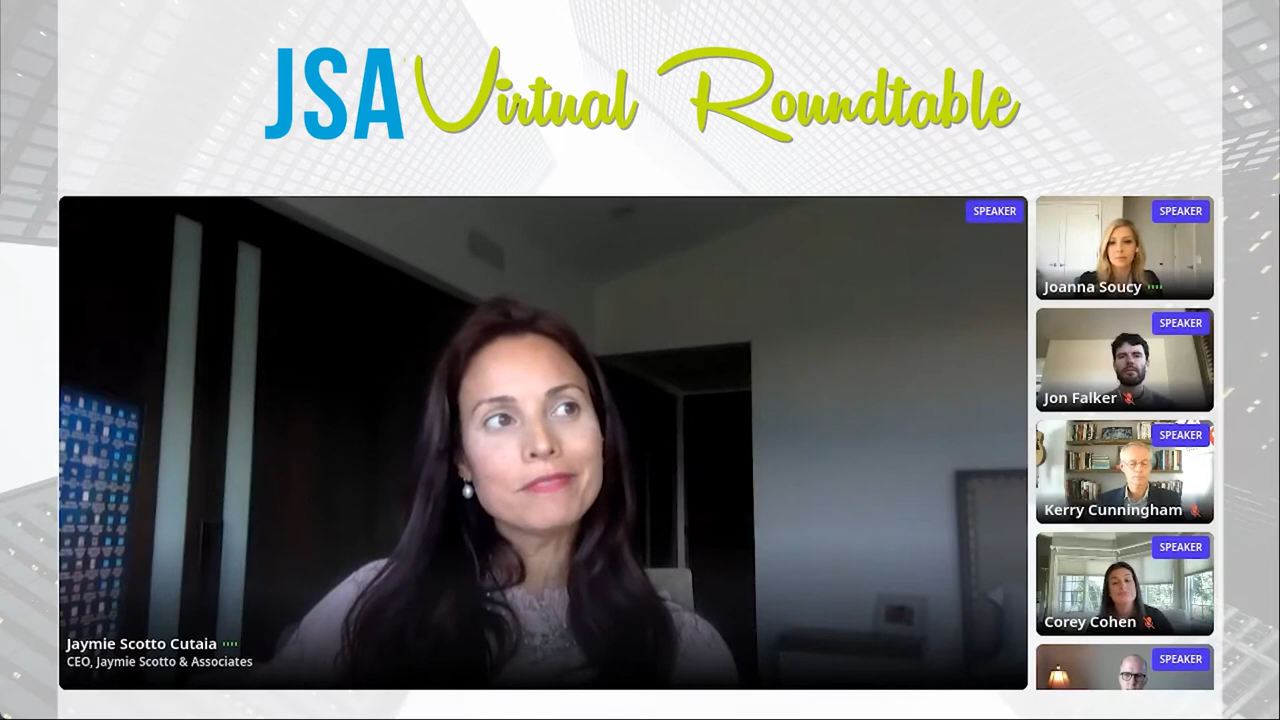 JSA Virtual Roundtable
SPEAKER
Jaymie Scotto Cutaia
CEO, Jaymie Scotto & Associates
SPEAKER
Joanna Soucy
SPEAKER
Jon Falker
SPEAKER
Kerry Cunningham
SPEAKER
Corey Cohen
SPEAKER